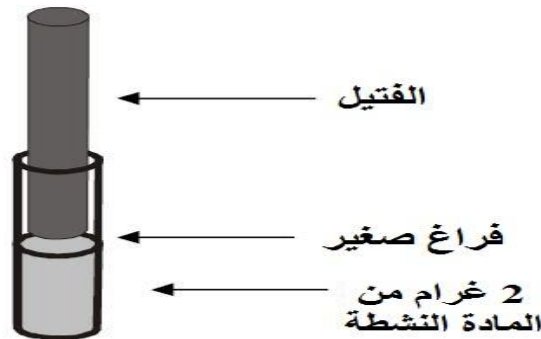 الفتيل
فراغ صغير
2 غرام من
المادة النشطة